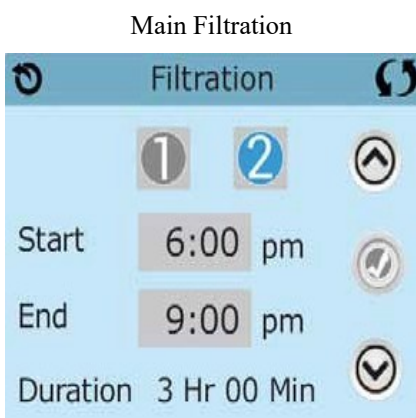 Main Filtration
Filtration
1 2
Start 6:00 pm
End 9:00 pm
Duration 3 Hr 00 Min